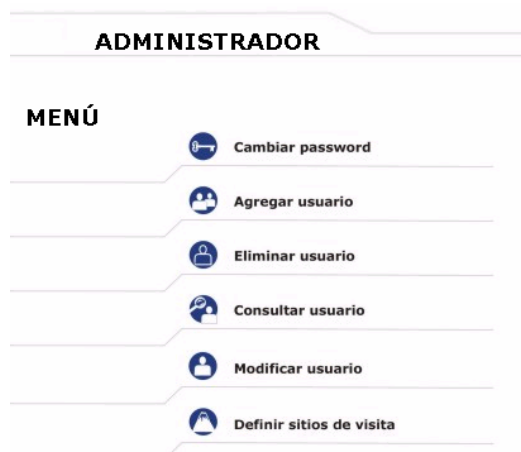 ADMINISTRADOR
MENÚ
Cambiar password
Agregar usuario
Eliminar usuario
Consultar usuario
Modificar usuario
Definir sitios de visita